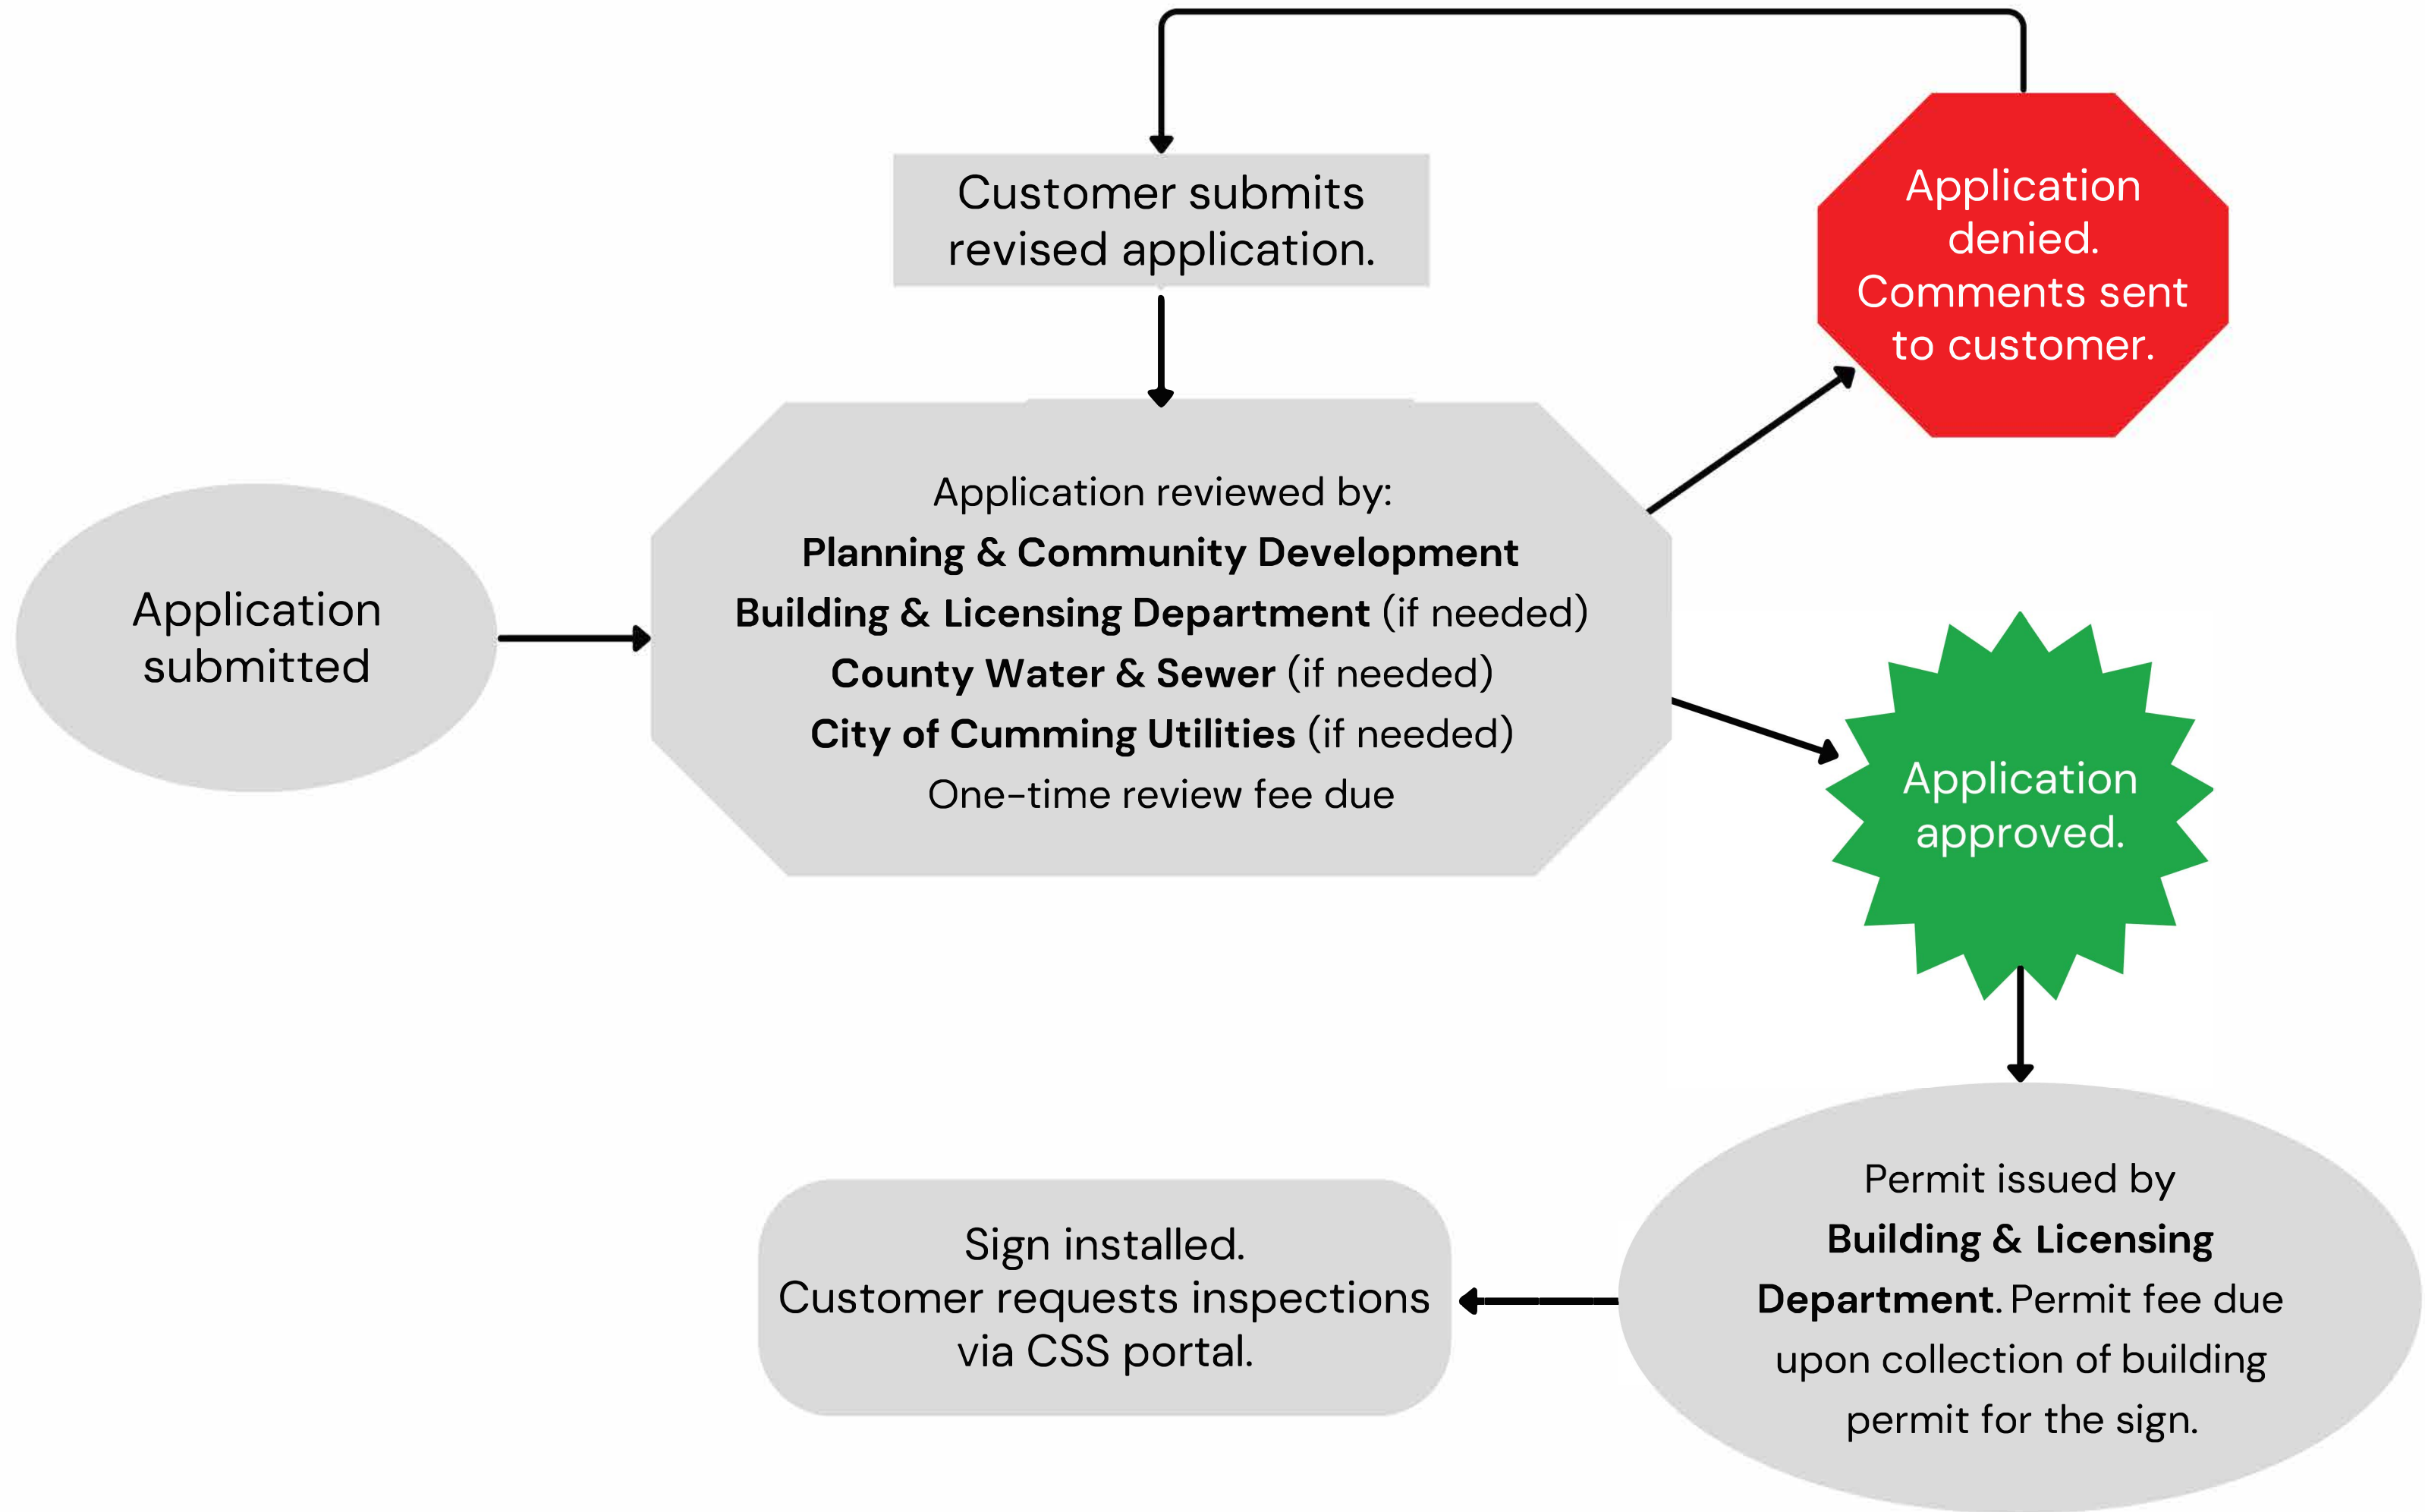 Customer submits
revised application.
Application
denied.
Comments sent
to customer.
Application
submitted
Application reviewed by:
Planning & Community Development
Building & Licensing Department (if needed)
County Water & Sewer (if needed)
City of Cumming Utilities (if needed)
One-time review fee due
Application
approved.
Permit issued by
Building & Licensing
Department. Permit fee due
upon collection of building
permit for the sign.
Sign installed.
Customer requests inspections
via CSS portal.